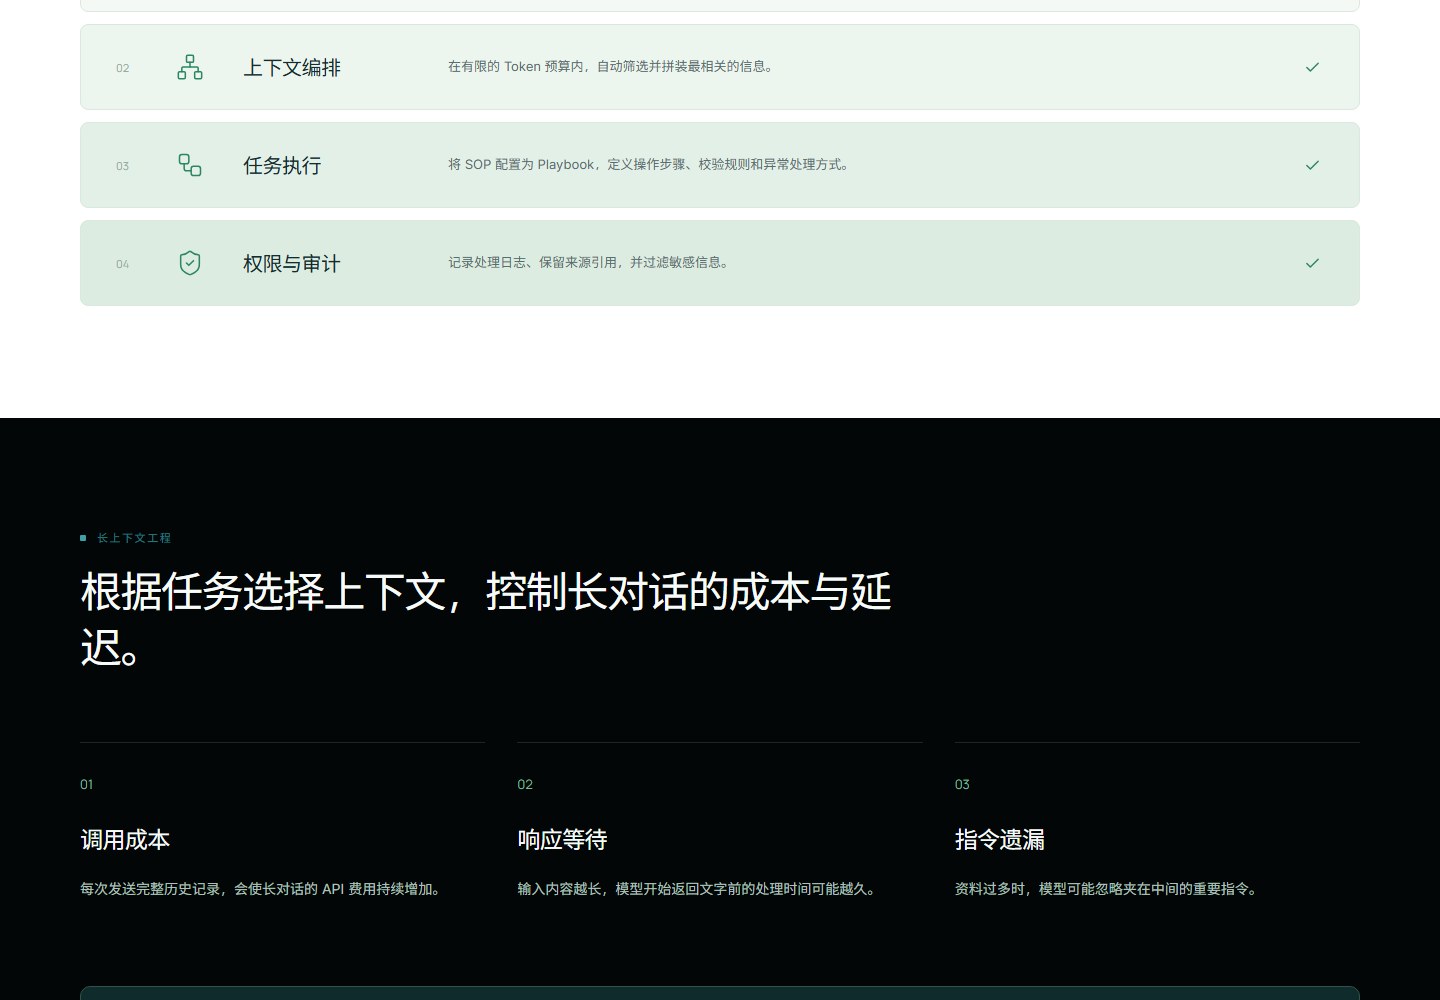 02
上下文编排
在有限的 Token 预算内，自动筛选并拼装最相关的信息。
03
任务执行
将 SOP 配置为 Playbook，定义操作步骤、校验规则和异常处理方式。
04
权限与审计
记录处理日志、保留来源引用，并过滤敏感信息。
长上下文工程
根据任务选择上下文，控制长对话的成本与延
迟。
01
调用成本
每次发送完整历史记录，会使长对话的 API 费用持续增加。
02
响应等待
输入内容越长，模型开始返回文字前的处理时间可能越久。
03
指令遗漏
资料过多时，模型可能忽略夹在中间的重要指令。